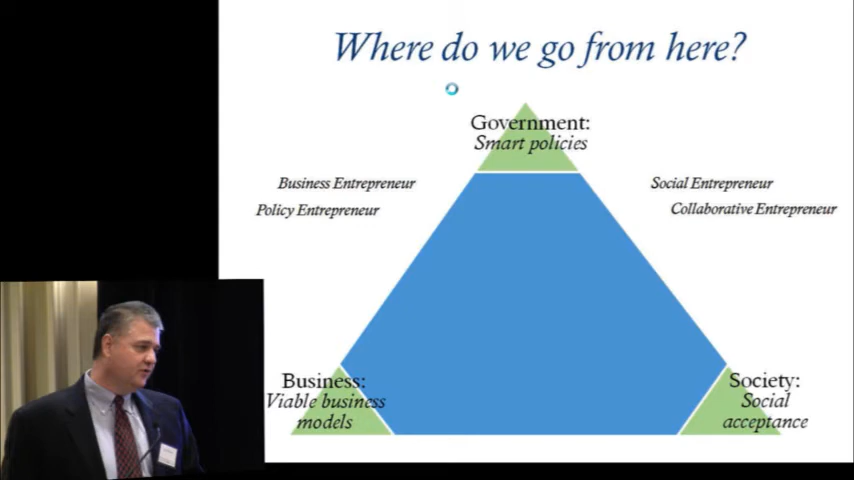 Where do we go from here?
Government:
Smart policies
Business Entrepreneur
Social Entrepreneur
Policy Entrepreneur
Collaborative Entrepreneur
Business:
Viable business
models
Society:
Social
acceptance